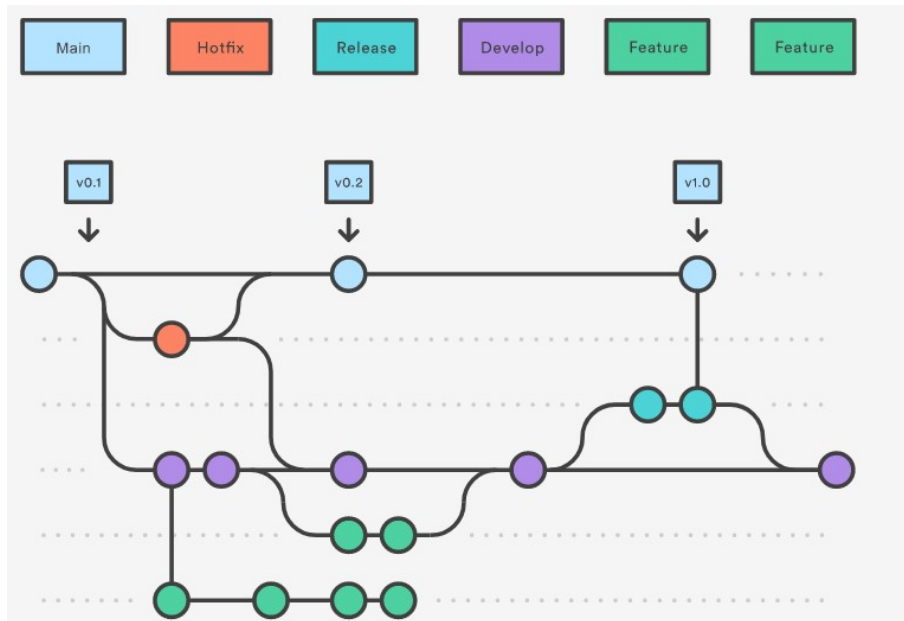 Main
Hotfix
Release
Develop
Feature
Feature
v0.1
v0.2
v1.0